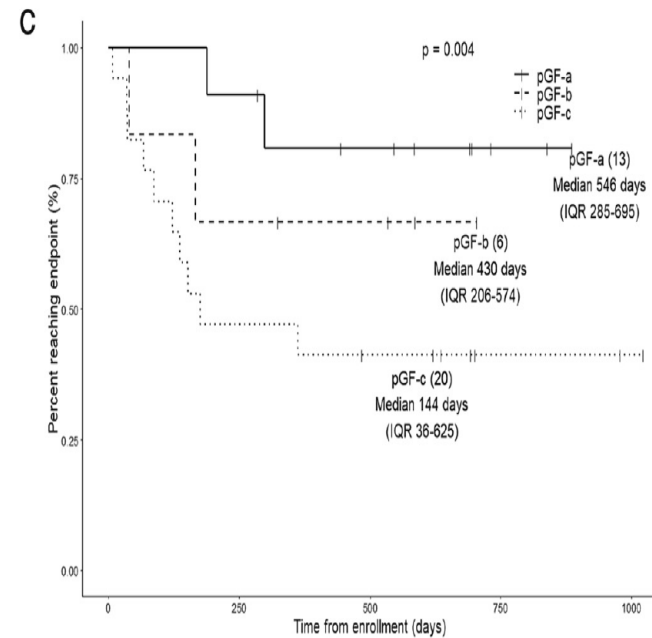 C
p = 0.004
pGF-a
pGF-b
pGF-c
1.00
0.75
0.50
0.25
0.00
Percent reaching endpoint (%)
pGF-a (13)
Median 546 days
(IQR 285-695)
pGF-b (6)
Median 430 days
(IQR 206-574)
pGF-c (20)
Median 144 days
(IQR 36-625)
0
250
500
750
1000
Time from enrollment (days)